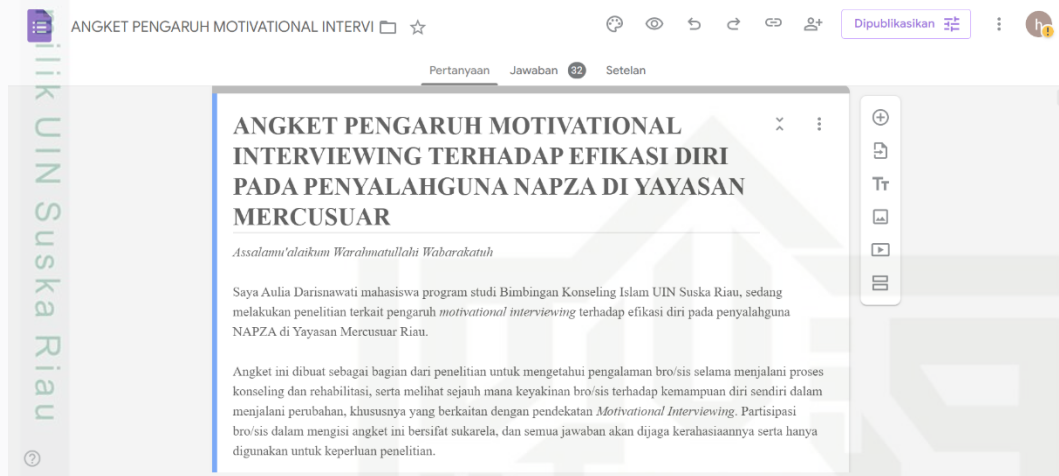 ANGKET PENGARUH MOTIVATIONAL INTERVI
Dipublikasikan
h
Pertanyaan Jawaban 32 Setelan
milik UIN Suska Riau
ANGKET PENGARUH MOTIVATIONAL
INTERVIEWING TERHADAP EFIKASI DIRI
PADA PENYALAHGUNA NAPZA DI YAYASAN
MERCUSUAR
Assalamu'alaikum Warahmatullahi Wabarakatuh
Saya Aulia Darisnawati mahasiswa program studi Bimbingan Konseling Islam UIN Suska Riau, sedang
melakukan penelitian terkait pengaruh motivational interviewing terhadap efikasi diri pada penyalahguna
NAPZA di Yayasan Mercusuar Riau.
Angket ini dibuat sebagai bagian dari penelitian untuk mengetahui pengalaman bro/sis selama menjalani proses
konseling dan rehabilitasi, serta melihat sejauh mana keyakinan bro/sis terhadap kemampuan diri sendiri dalam
menjalani perubahan, khususnya yang berkaitan dengan pendekatan Motivational Interviewing. Partisipasi
bro/sis dalam mengisi angket ini bersifat sukarela, dan semua jawaban akan dijaga kerahasiaannya serta hanya
digunakan untuk keperluan penelitian.
Tт